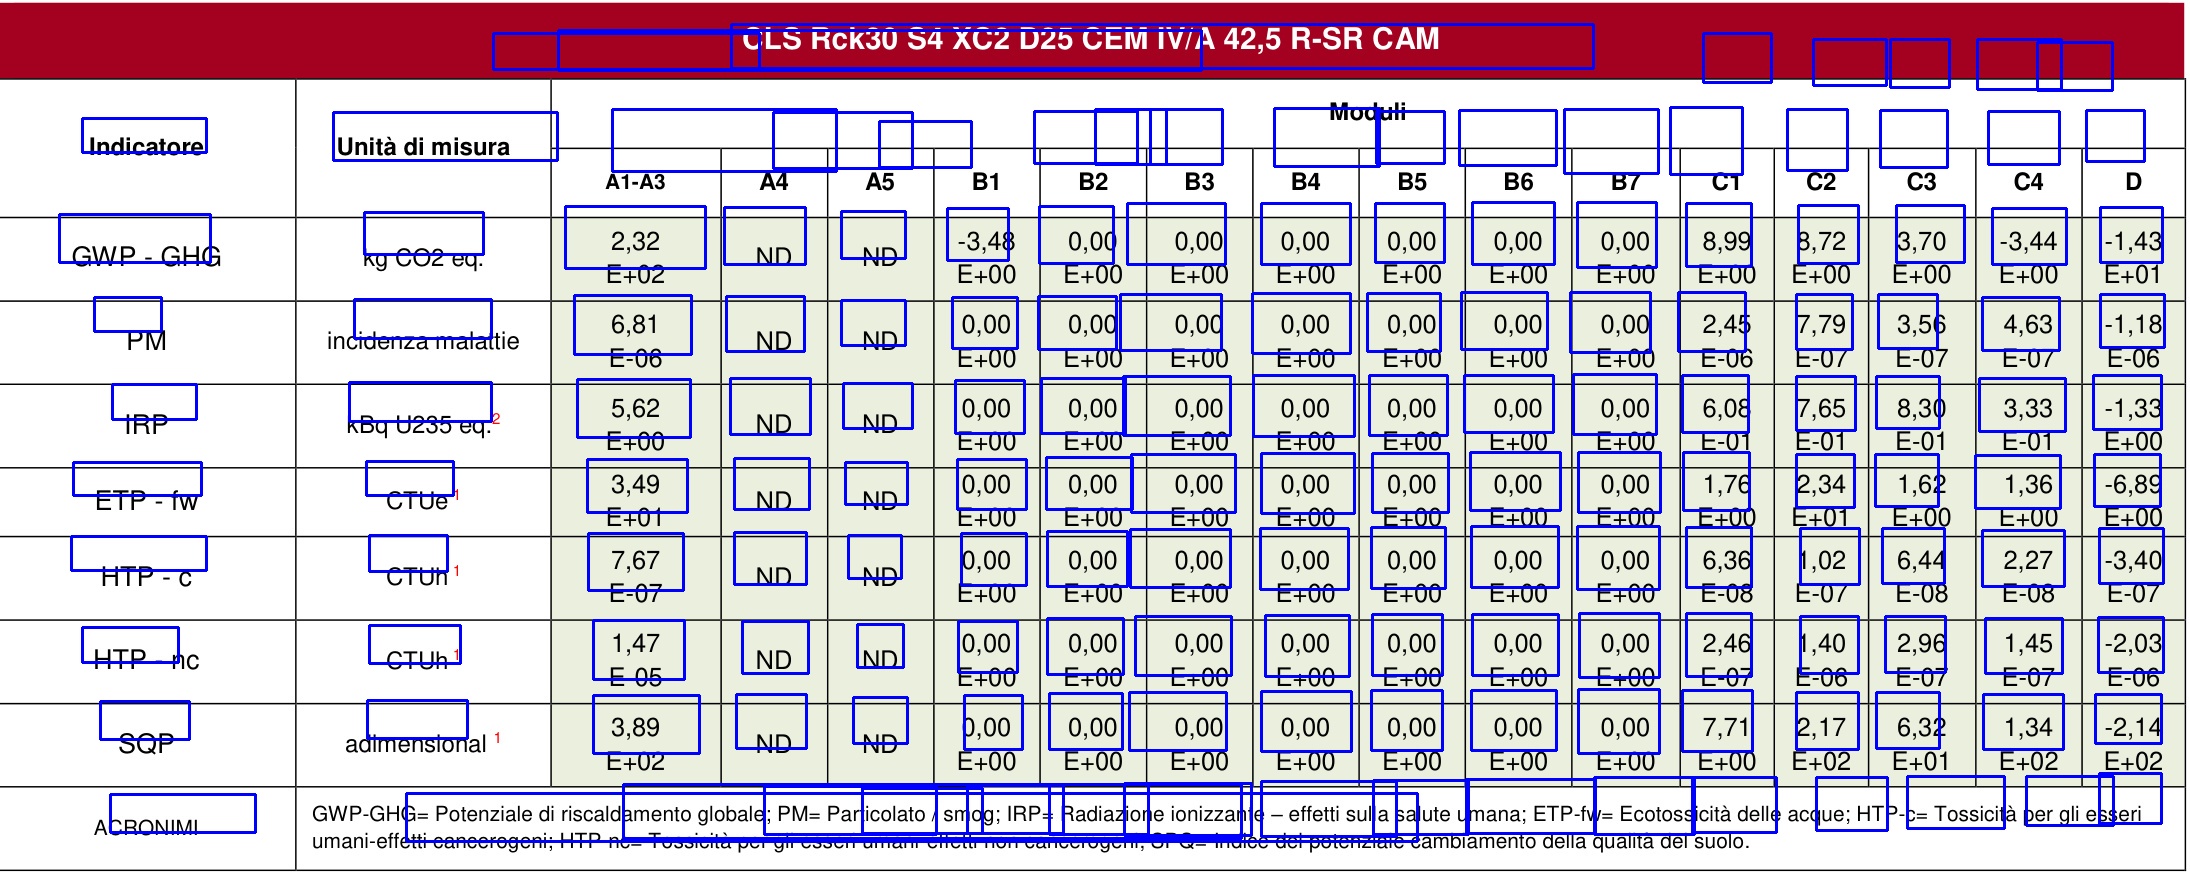 CLS Rck30 S4 XC2 D25 CEM IV/A 42,5 R-SR CAM
Indicatore Unità di misura Moduli
A1-A3 A4 A5 B1 B2 B3 B4 B5 B6 B7 C1 C2 C3 C4 D
GWP - GHG kg CO2 eq. 2,32 E+02 ND ND -3,48 E+00 0,00 E+00 0,00 E+00 0,00 E+00 0,00 E+00 0,00 E+00 0,00 E+00 8,99 E+00 8,72 E+00 3,70 E+00 -3,44 E+00 -1,43 E+01
PM incidenza malattie 6,81 E-06 ND ND 0,00 E+00 0,00 E+00 0,00 E+00 0,00 E+00 0,00 E+00 0,00 E+00 0,00 E+00 2,45 E-06 7,79 E-07 3,56 E-07 4,63 E-07 -1,18 E-06
IRP kBq U235 eq.2 5,62 E+00 ND ND 0,00 E+00 0,00 E+00 0,00 E+00 0,00 E+00 0,00 E+00 0,00 E+00 0,00 E+00 6,08 E-01 7,65 E-01 8,30 E-01 3,33 E-01 -1,33 E+00
ETP - fw CTUe 1 3,49 E+01 ND ND 0,00 E+00 0,00 E+00 0,00 E+00 0,00 E+00 0,00 E+00 0,00 E+00 0,00 E+00 1,76 E+00 2,34 E+01 1,62 E+00 1,36 E+00 -6,89 E+00
HTP - c CTUh 1 7,67 E-07 ND ND 0,00 E+00 0,00 E+00 0,00 E+00 0,00 E+00 0,00 E+00 0,00 E+00 0,00 E+00 6,36 E-08 1,02 E-07 6,44 E-08 2,27 E-08 -3,40 E-07
HTP - nc CTUh 1 1,47 E-05 ND ND 0,00 E+00 0,00 E+00 0,00 E+00 0,00 E+00 0,00 E+00 0,00 E+00 0,00 E+00 2,46 E-07 1,40 E-06 2,96 E-07 1,45 E-07 -2,03 E-06
SQP adimensional 1 3,89 E+02 ND ND 0,00 E+00 0,00 E+00 0,00 E+00 0,00 E+00 0,00 E+00 0,00 E+00 0,00 E+00 7,71 E+00 2,17 E+02 6,32 E+01 1,34 E+02 -2,14 E+02
ACRONIMI GWP-GHG= Potenziale di riscaldamento globale; PM= Particolato / smog; IRP= Radiazione ionizzante – effetti sulla salute umana; ETP-fw= Ecotossicità delle acque; HTP-c= Tossicità per gli esseri
umani-effetti cancerogeni; HTP-nc= Tossicità per gli esseri umani-effetti non cancerogeni; SPQ= Indice del potenziale cambiamento della qualità del suolo.